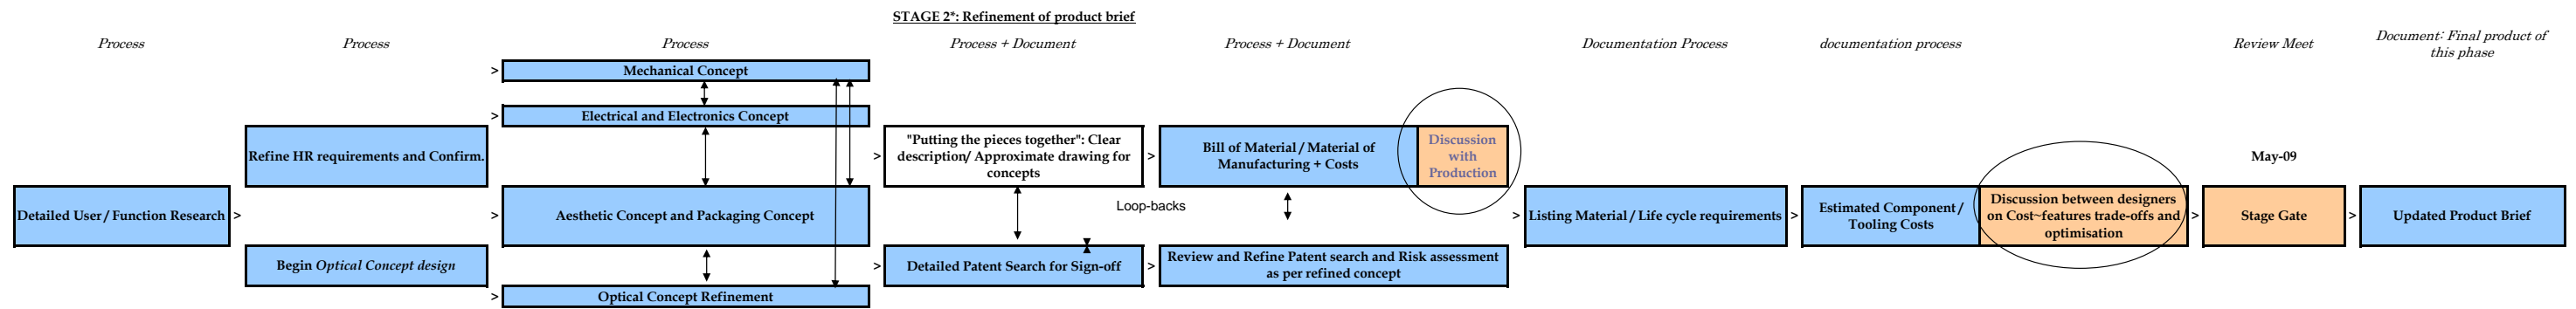 STAGE 2*: Refinement of product brief
Process
Process
Process
Process + Document
Process + Document
Documentation Process
documentation process
Review Meet
Document: Final product of
this phase
>
Mechanical Concept
>
Electrical and Electronics Concept
Refine HR requirements and Confirm.
>
"Putting the pieces together": Clear
description/ Approximate drawing for
concepts
>
Bill of Material / Material of
Manufacturing + Costs
Discussion
with
Production
May-09
Detailed User / Function Research
>
>
Aesthetic Concept and Packaging Concept
Loop-backs
>
Listing Material / Life cycle requirements
>
Estimated Component /
Tooling Costs
Discussion between designers
on Cost~features trade-offs and
optimisation
>
Stage Gate
>
Updated Product Brief
Begin Optical Concept design
>
Detailed Patent Search for Sign-off
>
Review and Refine Patent search and Risk assessment
as per refined concept
>
Optical Concept Refinement